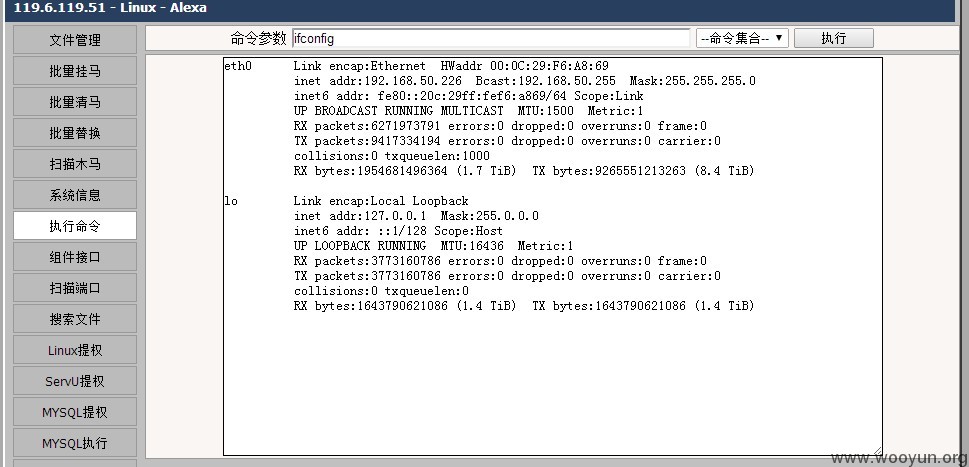 119.6.119.51 - Linux - Alexa
文件管理
批量挂马
批量清马
批量替换
扫描木马
系统信息
执行命令
组件接口
扫描端口
搜索文件
Linux提权
ServU提权
MYSQL提权
MYSQL执行
命令参数 ifconfig --命令集合-- 执行
eth0 Link encap:Ethernet HWaddr 00:0C:29:F6:A8:69
inet addr:192.168.50.226 Bcast:192.168.50.255 Mask:255.255.255.0
inet6 addr: fe80::20c:29ff:fef6:a869/64 Scope:Link
UP BROADCAST RUNNING MULTICAST MTU:1500 Metric:1
RX packets:6271973791 errors:0 dropped:0 overruns:0 frame:0
TX packets:9417334194 errors:0 dropped:0 overruns:0 carrier:0
collisions:0 txqueuelen:1000
RX bytes:1954681496364 (1.7 TiB) TX bytes:9265551213263 (8.4 TiB)
lo Link encap:Local Loopback
inet addr:127.0.0.1 Mask:255.0.0.0
inet6 addr: ::1/128 Scope:Host
UP LOOPBACK RUNNING MTU:16436 Metric:1
RX packets:3773160786 errors:0 dropped:0 overruns:0 frame:0
TX packets:3773160786 errors:0 dropped:0 overruns:0 carrier:0
collisions:0 txqueuelen:0
RX bytes:1643790621086 (1.4 TiB) TX bytes:1643790621086 (1.4 TiB)
www.wooyun.org